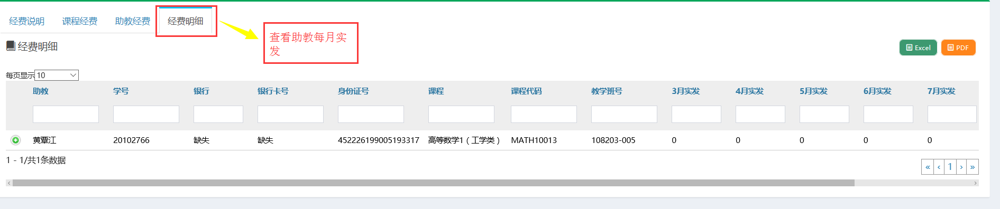 经费说明 课程经费 助教经费 经费明细
查看助教每月实
发
经费明细
Excel PDF
每页显示 10
助教 学号 银行 银行卡号 身份证号 课程 课程代码 教学班号 3月实发 4月实发 5月实发 6月实发 7月实发
黄覃江 20102766 缺失 缺失 452226199005193317 高等数学1（工学类） MATH10013 108203-005 0 0 0 0 0
1 - 1/共1条数据
« ‹ 1 › »